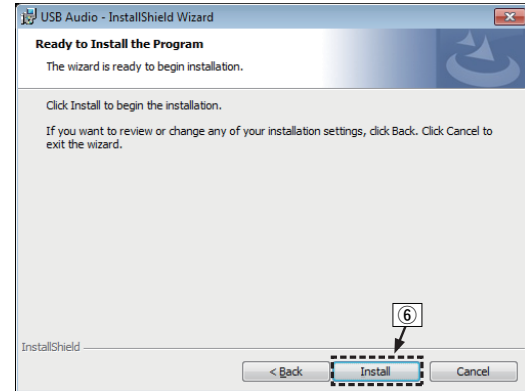 USB Audio - InstallShield Wizard
Ready to Install the Program
The wizard is ready to begin installation.
Click Install to begin the installation.
If you want to review or change any of your installation settings, click Back. Click Cancel to
exit the wizard.
⑥
InstallShield
< Back Install Cancel